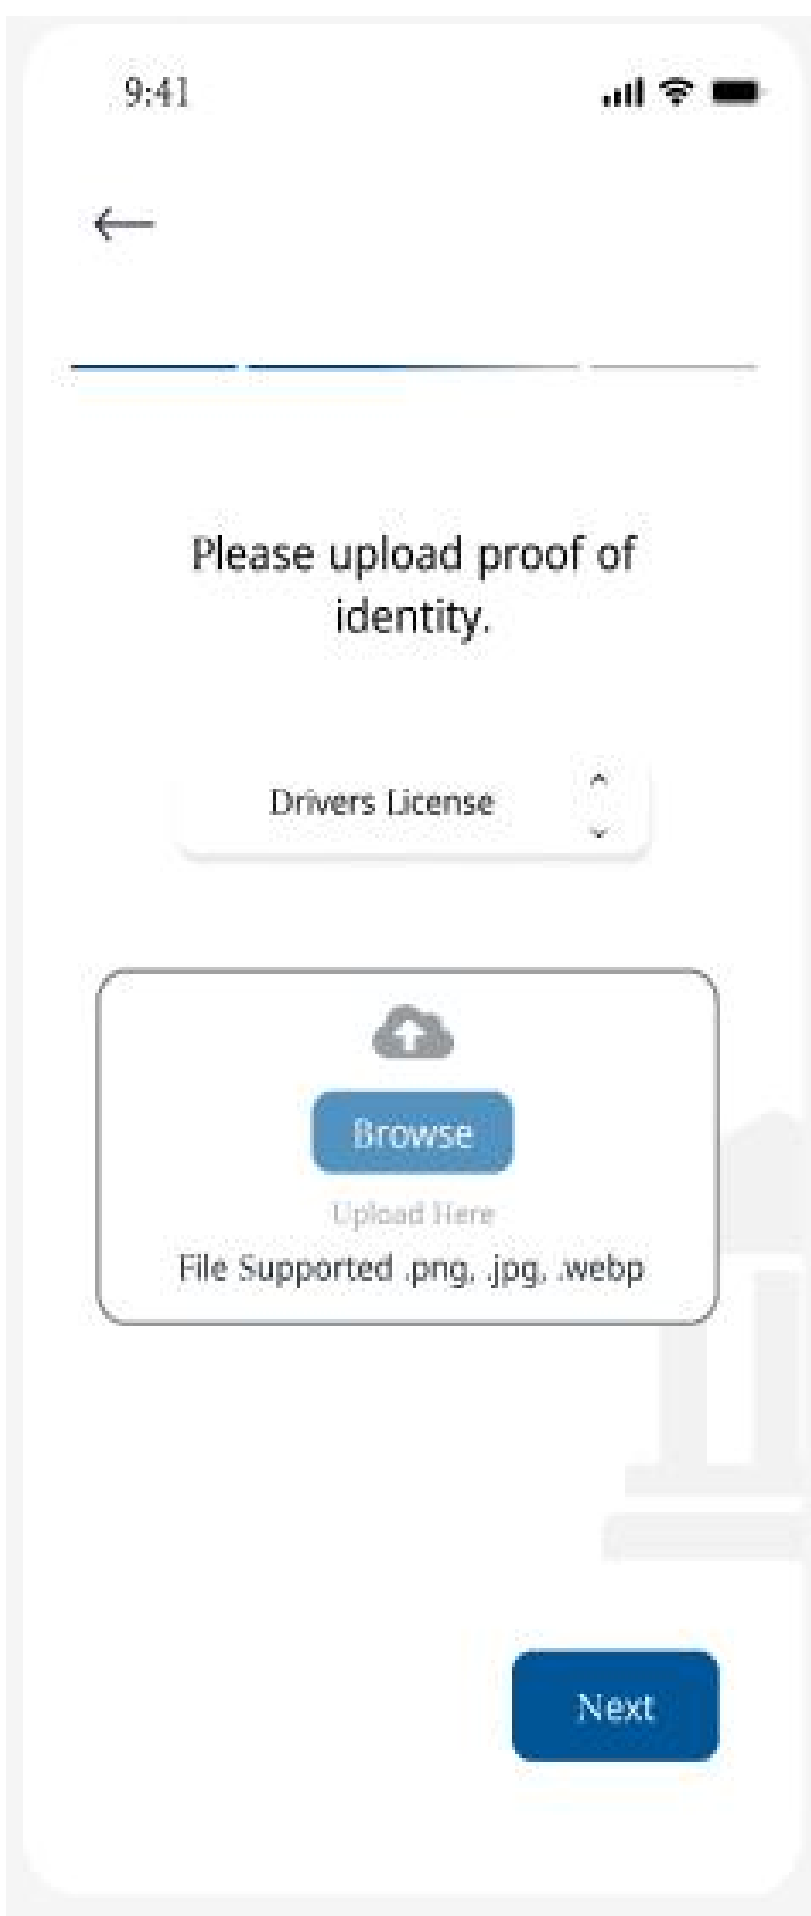 9:41
Please upload proof of
identity.
Drivers License
Browse
Upload Here
File Supported .png, .jpg, .webp
Next